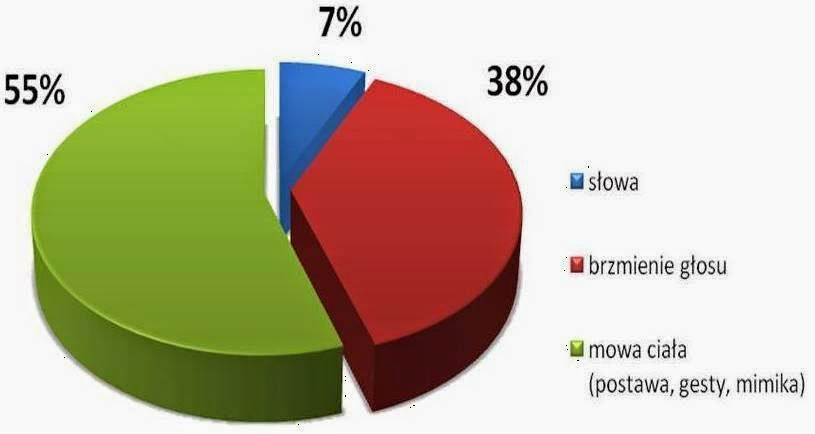 7%
55%
38%
słowa
brzmienie głosu
mowa ciała
(postawa, gesty, mimika)